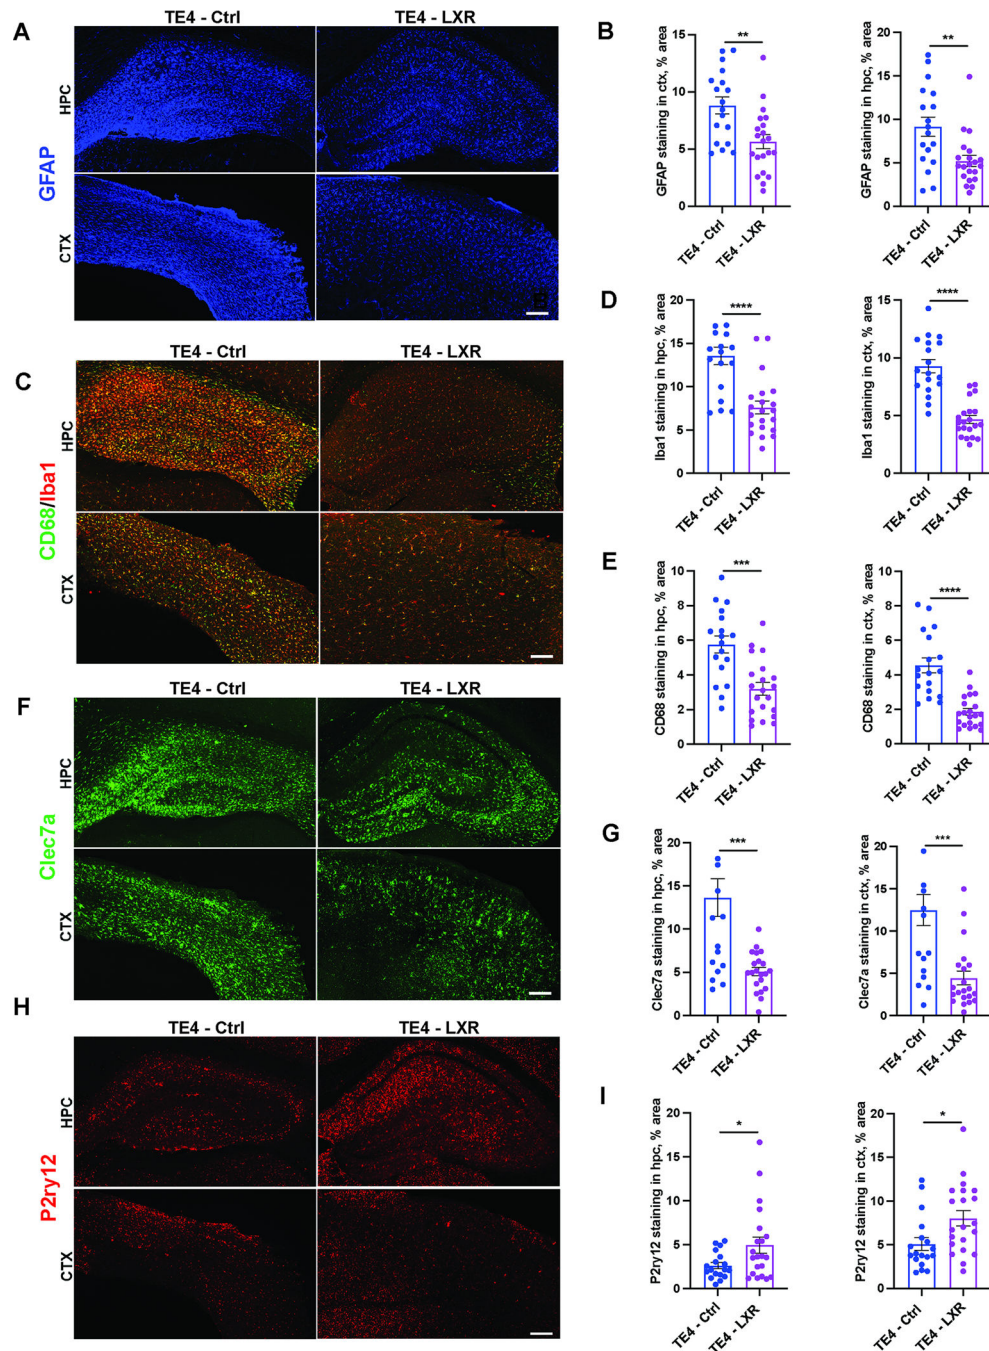 A
TE4 - Ctrl
TE4 - LXR
GFAP
HPC
CTX
B
GFAP staining in ctx, % area
15
10
5
0
**
TE4 - Ctrl
TE4 - LXR
GFAP staining in hpc, % area
20
15
10
5
0
**
TE4 - Ctrl
TE4 - LXR
C
TE4 - Ctrl
TE4 - LXR
CD68/Iba1
HPC
CTX
D
Iba1 staining in hpc, % area
20
15
10
5
0
****
TE4 - Ctrl
TE4 - LXR
Iba1 staining in ctx, % area
15
10
5
0
****
TE4 - Ctrl
TE4 - LXR
E
CD68 staining in hpc, % area
10
8
6
4
2
0
***
TE4 - Ctrl
TE4 - LXR
CD68 staining in ctx, % area
10
8
6
4
2
0
****
TE4 - Ctrl
TE4 - LXR
F
TE4 - Ctrl
TE4 - LXR
Clec7a
HPC
CTX
G
Clec7a staining in hpc, % area
20
15
10
5
0
***
TE4 - Ctrl
TE4 - LXR
Clec7a staining in ctx, % area
20
15
10
5
0
***
TE4 - Ctrl
TE4 - LXR
H
TE4 - Ctrl
TE4 - LXR
P2ry12
HPC
CTX
I
P2ry12 staining in hpc, % area
20
15
10
5
0
*
TE4 - Ctrl
TE4 - LXR
P2ry12 staining in ctx, % area
20
15
10
5
0
*
TE4 - Ctrl
TE4 - LXR